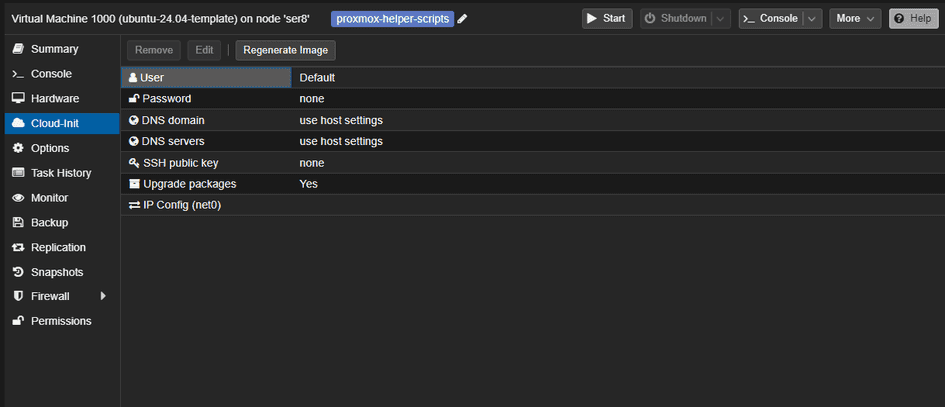 Virtual Machine 1000 (ubuntu-24.04-template) on node 'ser8' proxmox-helper-scripts Start Shutdown Console More Help
Summary
Console
Hardware
Cloud-Init
Options
Task History
Monitor
Backup
Replication
Snapshots
Firewall
Permissions
Remove Edit Regenerate Image
User Default
Password none
DNS domain use host settings
DNS servers use host settings
SSH public key none
Upgrade packages Yes
IP Config (net0)